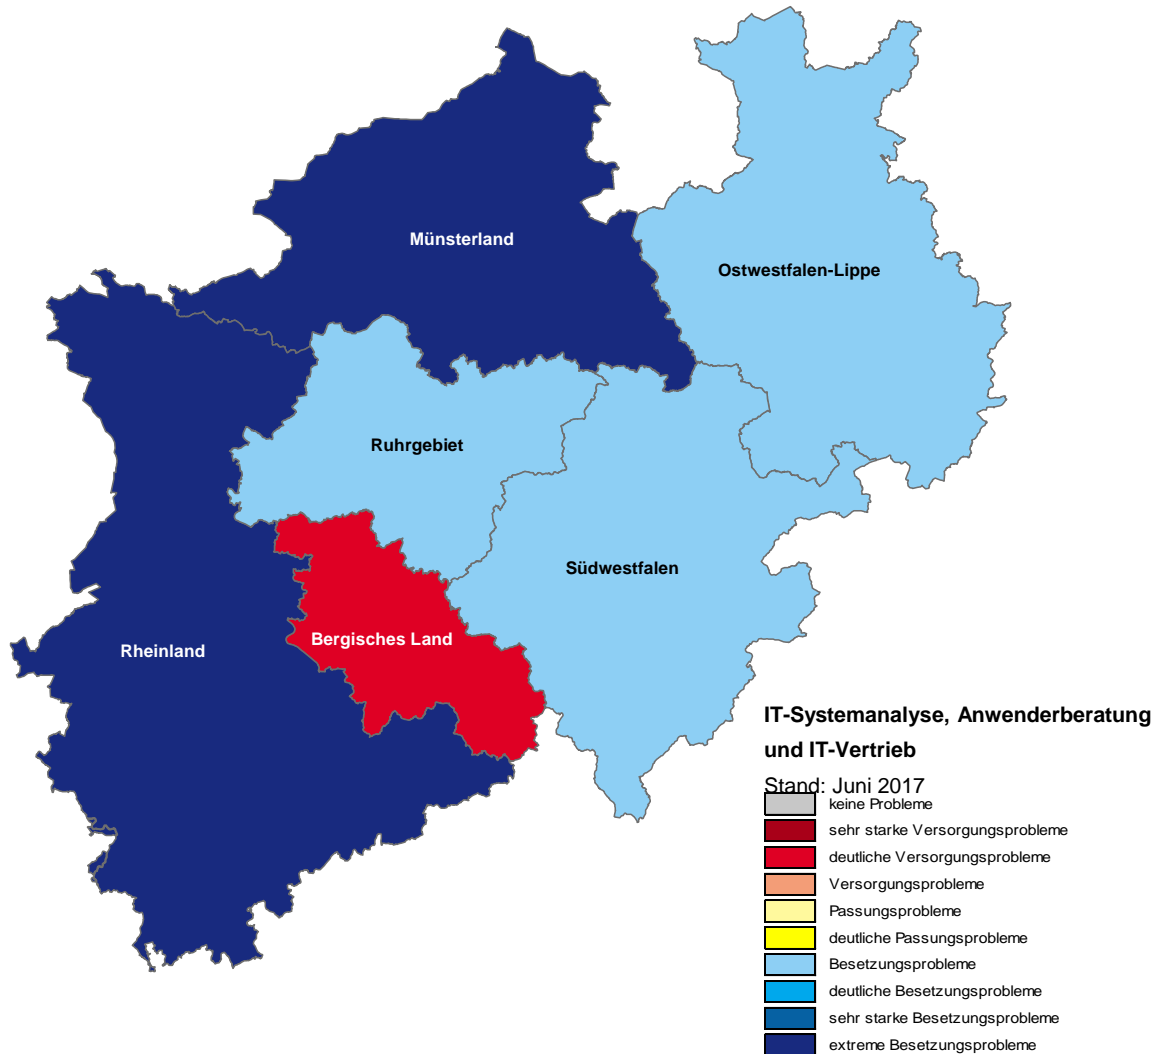 Münsterland
Ostwestfalen-Lippe
Ruhrgebiet
Südwestfalen
Bergisches Land
Rheinland
IT-Systemanalyse, Anwenderberatung
und IT-Vertrieb
Stand: Juni 2017
keine Probleme
sehr starke Versorgungsprobleme
deutliche Versorgungsprobleme
Versorgungsprobleme
Passungsprobleme
deutliche Passungsprobleme
Besetzungsprobleme
deutliche Besetzungsprobleme
sehr starke Besetzungsprobleme
extreme Besetzungsprobleme